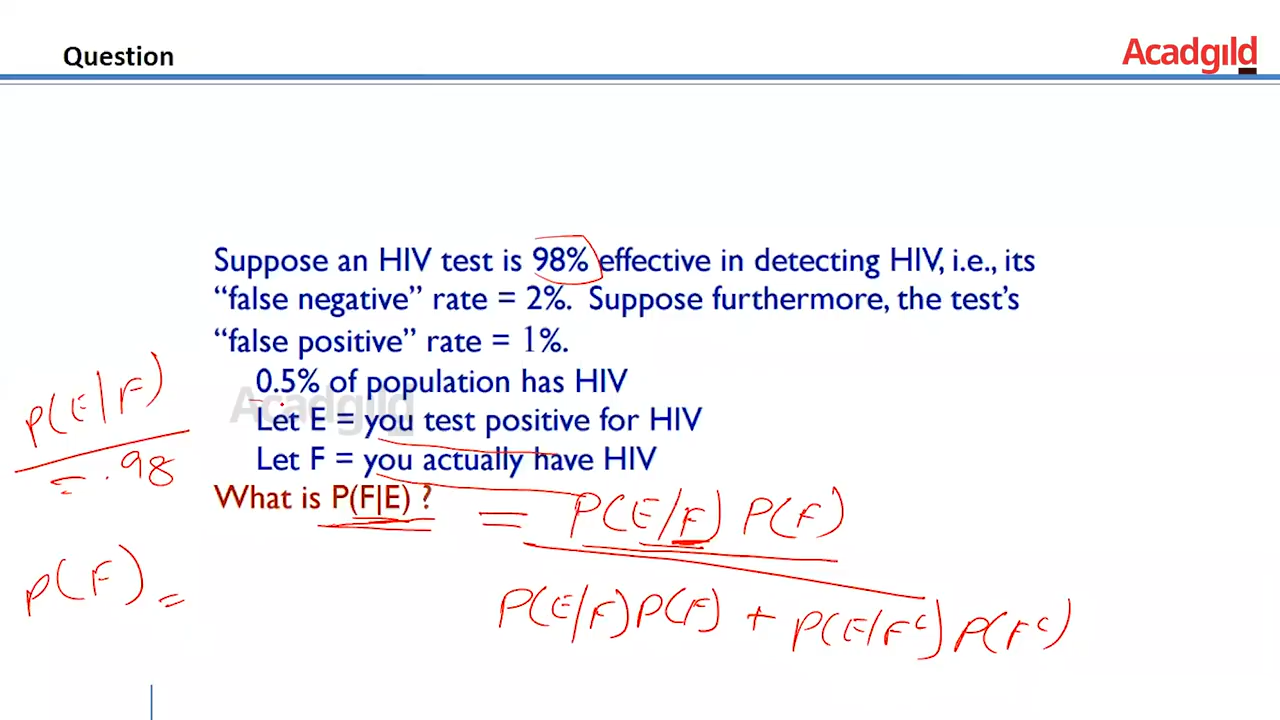 Question
Acadgild
Suppose an HIV test is 98% effective in detecting HIV, i.e., its
“false negative” rate = 2%. Suppose furthermore, the test’s
“false positive” rate = 1%.
0.5% of population has HIV
Acadgild
Let E = you test positive for HIV
Let F = you actually have HIV
What is P(F|E) ?
= P(E/F) P(F)
P(E/F)P(F) + P(E/F^c)P(F^c)
P(E|F)
= .98
P(F) =